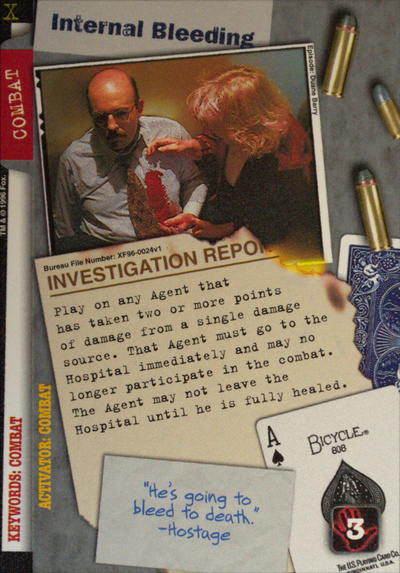 X
Internal Bleeding
COMBAT
Episode: Duane Barry
TM & © 1996 Fox.
Bureau File Number: XF96-0024v1
INVESTIGATION REPO
Play on any Agent that
has taken two or more points
of damage from a single damage
source. That Agent must go to the
Hospital immediately and may no
longer participate in the combat.
The Agent may not leave the
Hospital until he is fully healed.
KEYWORDS: COMBAT
ACTIVATOR: COMBAT
"He's going to
bleed to death."
-Hostage
A
BICYCLE®
808
3
THE U.S. PLAYING CARD CO.
CINCINNATI, U.S.A.